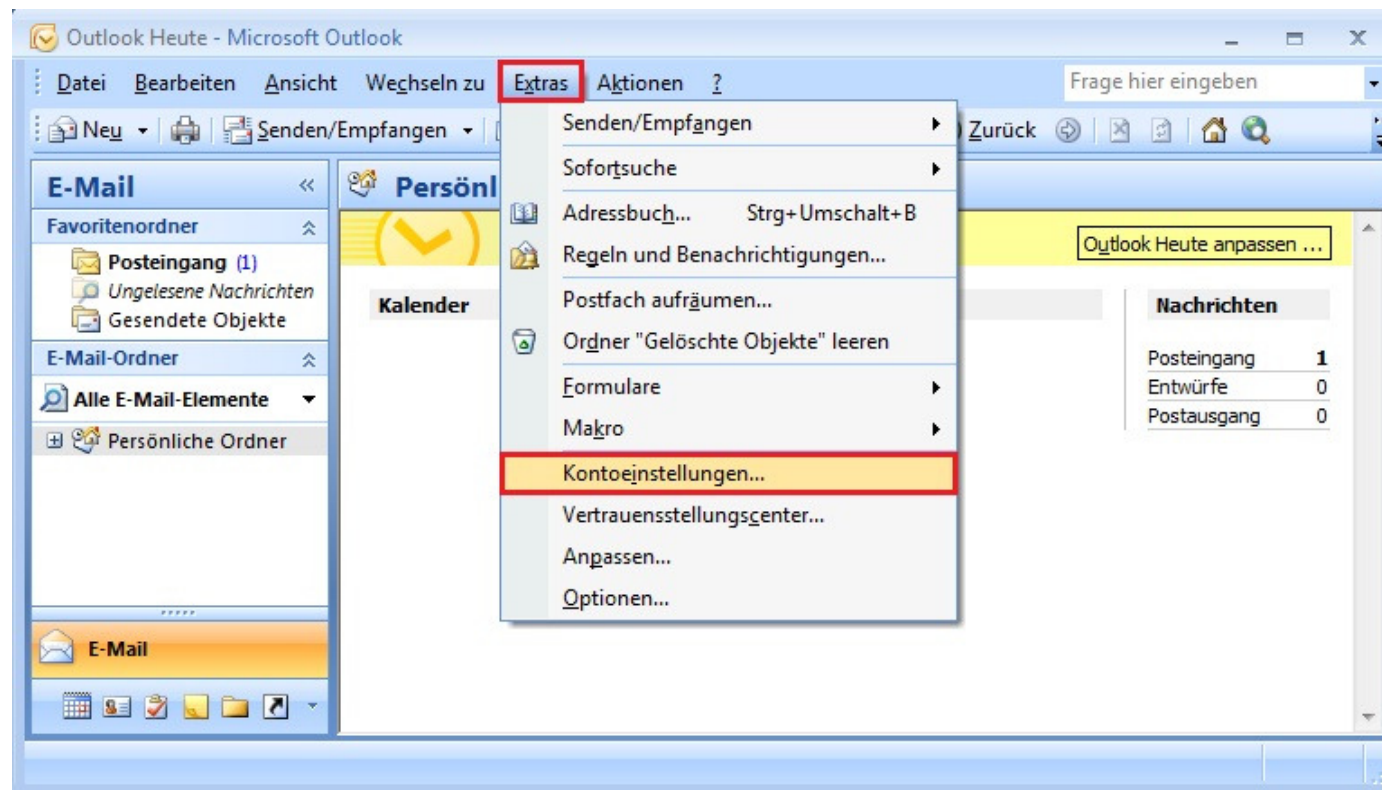 Outlook Heute - Microsoft Outlook
Datei Bearbeiten Ansicht Wechseln zu Extras Aktionen ? Frage hier eingeben
Neu Senden/Empfangen Zurück
E-Mail «
Favoritenordner
Posteingang (1)
Ungelesene Nachrichten
Gesendete Objekte
E-Mail-Ordner
Alle E-Mail-Elemente
Persönliche Ordner
E-Mail
Persönl
Outlook Heute anpassen ...
Kalender
Nachrichten
Posteingang 1
Entwürfe 0
Postausgang 0
Senden/Empfangen
Sofortsuche
Adressbuch... Strg+Umschalt+B
Regeln und Benachrichtigungen...
Postfach aufräumen...
Ordner "Gelöschte Objekte" leeren
Formulare
Makro
Kontoeinstellungen...
Vertrauensstellungscenter...
Anpassen...
Optionen...